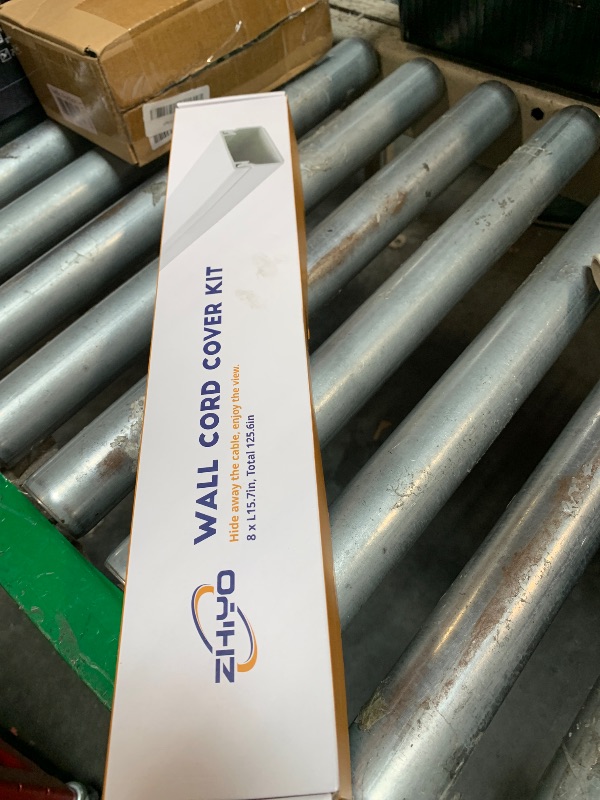 ZHIYO
WALL CORD COVER KIT
Hide away the cable, enjoy the view.
8 x L15.7in, Total 125.6in